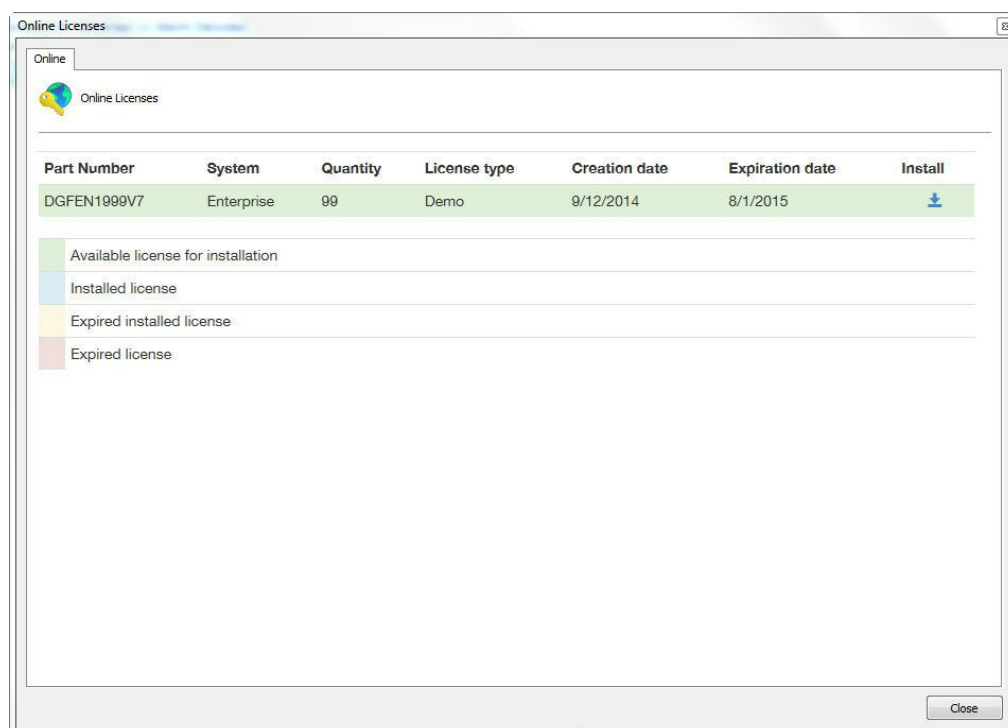 Online Licenses
Online
Online Licenses
Part Number System Quantity License type Creation date Expiration date Install
DGFEN1999V7 Enterprise 99 Demo 9/12/2014 8/1/2015
Available license for installation
Installed license
Expired installed license
Expired license
Close